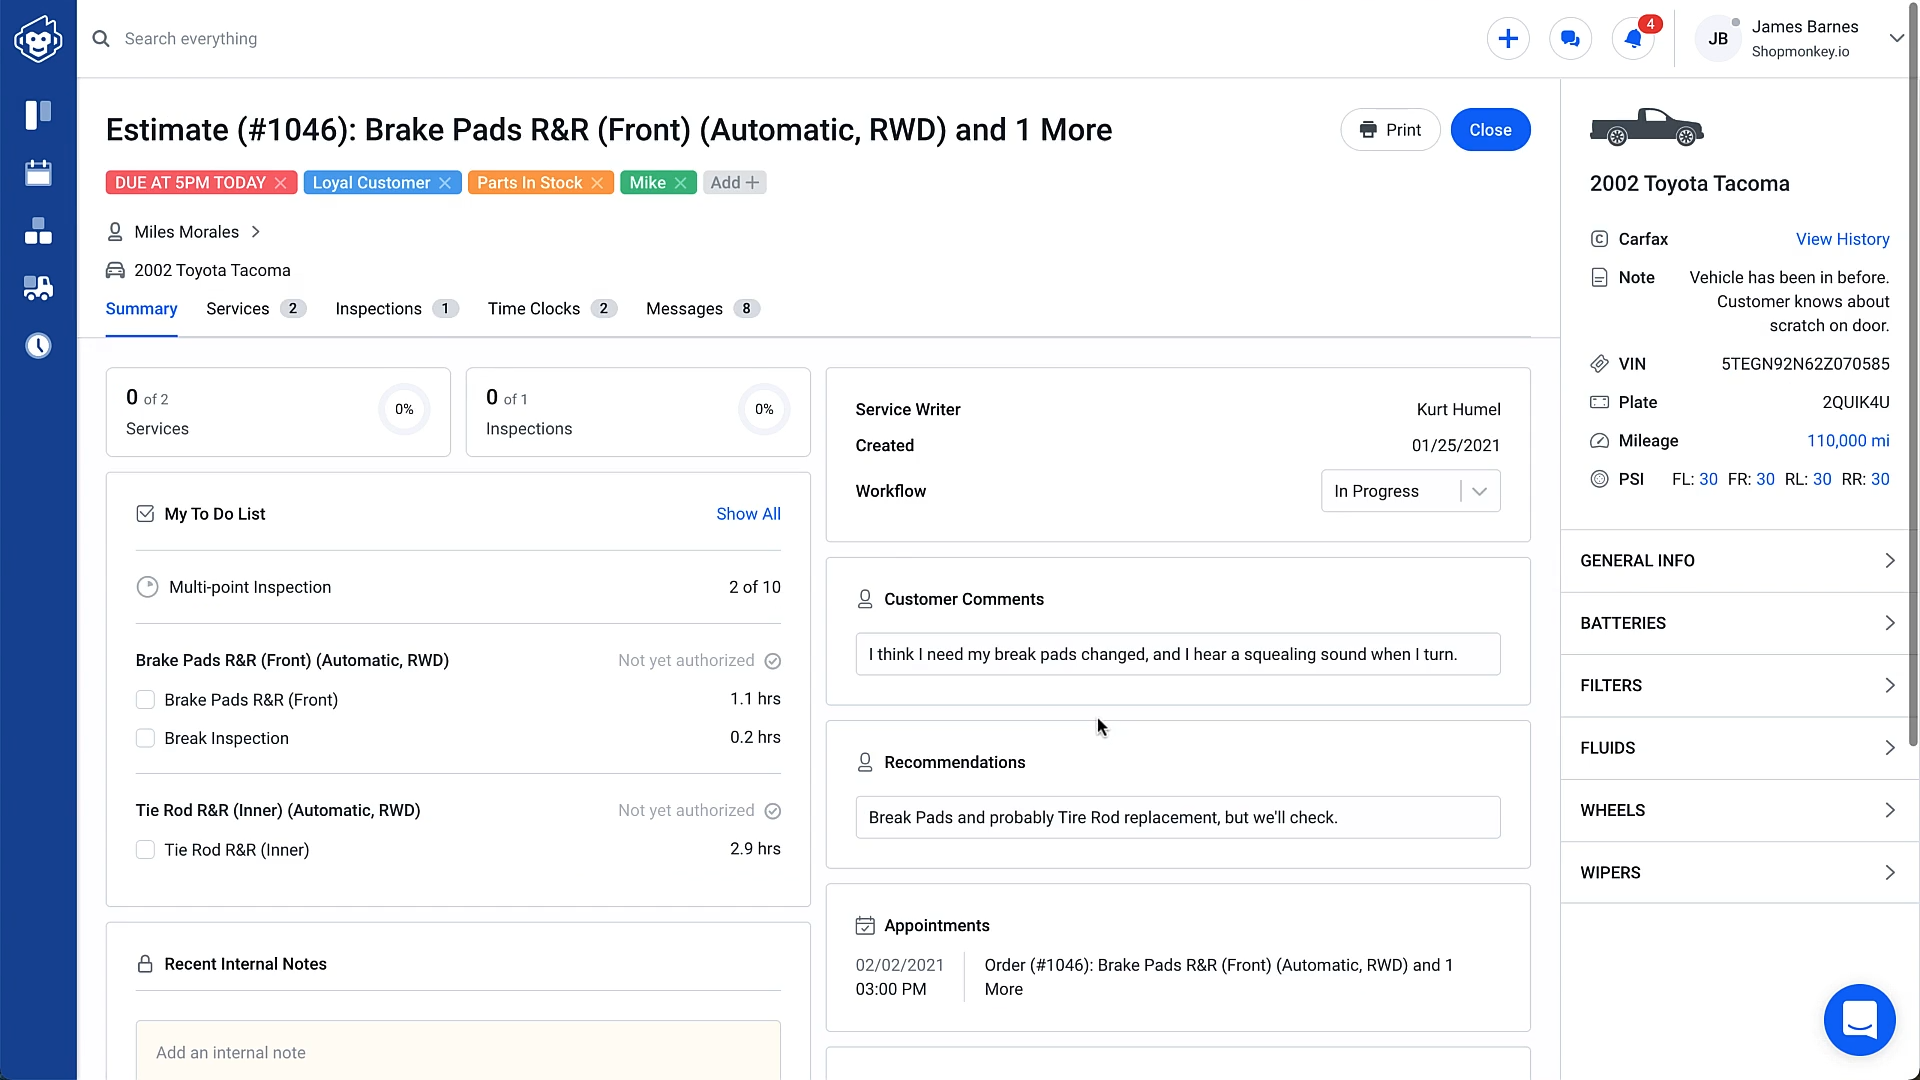 Search everything
4
JB
James Barnes
Shopmonkey.io
Estimate (#1046): Brake Pads R&R (Front) (Automatic, RWD) and 1 More
Print
Close
DUE AT 5PM TODAY
Loyal Customer
Parts In Stock
Mike
Add
Miles Morales
2002 Toyota Tacoma
Summary
Services 2
Inspections 1
Time Clocks 2
Messages 8
0 of 2
Services
0%
0 of 1
Inspections
0%
My To Do List
Show All
Multi-point Inspection 2 of 10
Brake Pads R&R (Front) (Automatic, RWD) Not yet authorized
Brake Pads R&R (Front) 1.1 hrs
Break Inspection 0.2 hrs
Tie Rod R&R (Inner) (Automatic, RWD) Not yet authorized
Tie Rod R&R (Inner) 2.9 hrs
Recent Internal Notes
Add an internal note
Service Writer Kurt Humel
Created 01/25/2021
Workflow In Progress
Customer Comments
I think I need my break pads changed, and I hear a squealing sound when I turn.
Recommendations
Break Pads and probably Tire Rod replacement, but we'll check.
Appointments
02/02/2021
03:00 PM
Order (#1046): Brake Pads R&R (Front) (Automatic, RWD) and 1
More
2002 Toyota Tacoma
C Carfax View History
Note Vehicle has been in before.
Customer knows about
scratch on door.
VIN 5TEGN92N62Z070585
Plate 2QUIK4U
Mileage 110,000 mi
PSI FL: 30 FR: 30 RL: 30 RR: 30
GENERAL INFO
BATTERIES
FILTERS
FLUIDS
WHEELS
WIPERS